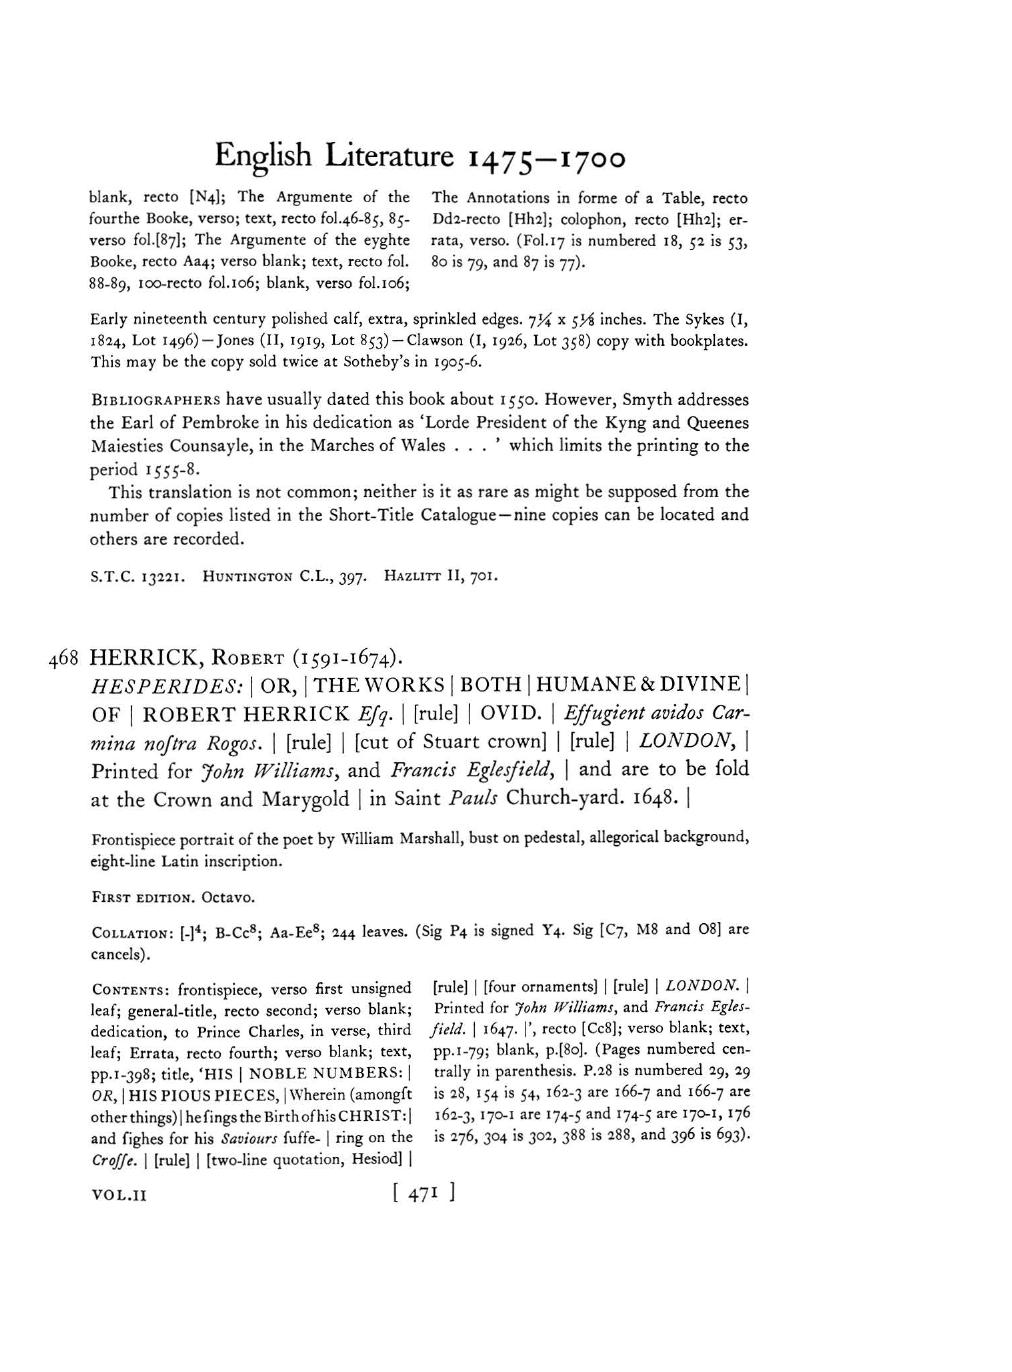 English Literature 1475–1700
blank, recto [N4]; The Argumente of the
fourthe Booke, verso; text, recto fol.46-85, 85-
verso fol.[87]; The Argumente of the eyghte
Booke, recto Aa4; verso blank; text, recto fol.
88-89, 100-recto fol.106; blank, verso fol.106;
The Annotations in forme of a Table, recto
Dd2-recto [Hh2]; colophon, recto [Hh2]; er-
rata, verso. (Fol.17 is numbered 18, 52 is 53,
80 is 79, and 87 is 77).
Early nineteenth century polished calf, extra, sprinkled edges. 7¼ x 5⅛ inches. The Sykes (I,
1824, Lot 1496)—Jones (II, 1919, Lot 853)—Clawson (I, 1926, Lot 358) copy with bookplates.
This may be the copy sold twice at Sotheby's in 1905-6.
BIBLIOGRAPHERS have usually dated this book about 1550. However, Smyth addresses
the Earl of Pembroke in his dedication as 'Lorde President of the Kyng and Queenes
Maiesties Counsayle, in the Marches of Wales . . . ' which limits the printing to the
period 1555-8.
This translation is not common; neither is it as rare as might be supposed from the
number of copies listed in the Short-Title Catalogue—nine copies can be located and
others are recorded.
S.T.C. 13221. HUNTINGTON C.L., 397. HAZLITT II, 701.
468 HERRICK, ROBERT (1591-1674).
HESPERIDES: | OR, | THE WORKS | BOTH | HUMANE & DIVINE |
OF | ROBERT HERRICK Eſq. | [rule] | OVID. | Effugient avidos Car-
mina noſtra Rogos. | [rule] | [cut of Stuart crown] | [rule] | LONDON, |
Printed for John Williams, and Francis Eglesfield, | and are to be ſold
at the Crown and Marygold | in Saint Pauls Church-yard. 1648. |
Frontispiece portrait of the poet by William Marshall, bust on pedestal, allegorical background,
eight-line Latin inscription.
FIRST EDITION. Octavo.
COLLATION: [-]⁴; B-Cc⁸; Aa-Ee⁸; 244 leaves. (Sig P4 is signed Y4. Sig [C7, M8 and O8] are
cancels).
CONTENTS: frontispiece, verso first unsigned
leaf; general-title, recto second; verso blank;
dedication, to Prince Charles, in verse, third
leaf; Errata, recto fourth; verso blank; text,
pp.1-398; title, 'HIS | NOBLE NUMBERS: |
OR, | HIS PIOUS PIECES, | Wherein (amongſt
other things) | he ſings the Birth of his CHRIST: |
and ſighes for his Saviours ſuffe- | ring on the
Croſſe. | [rule] | [two-line quotation, Hesiod] |
[rule] | [four ornaments] | [rule] | LONDON. |
Printed for John Williams, and Francis Egles-
field. | 1647. |', recto [Cc8]; verso blank; text,
pp.1-79; blank, p.[80]. (Pages numbered cen-
trally in parenthesis. P.28 is numbered 29, 29
is 28, 154 is 54, 162-3 are 166-7 and 166-7 are
162-3, 170-1 are 174-5 and 174-5 are 170-1, 176
is 276, 304 is 302, 388 is 288, and 396 is 693).
VOL.II
[ 471 ]